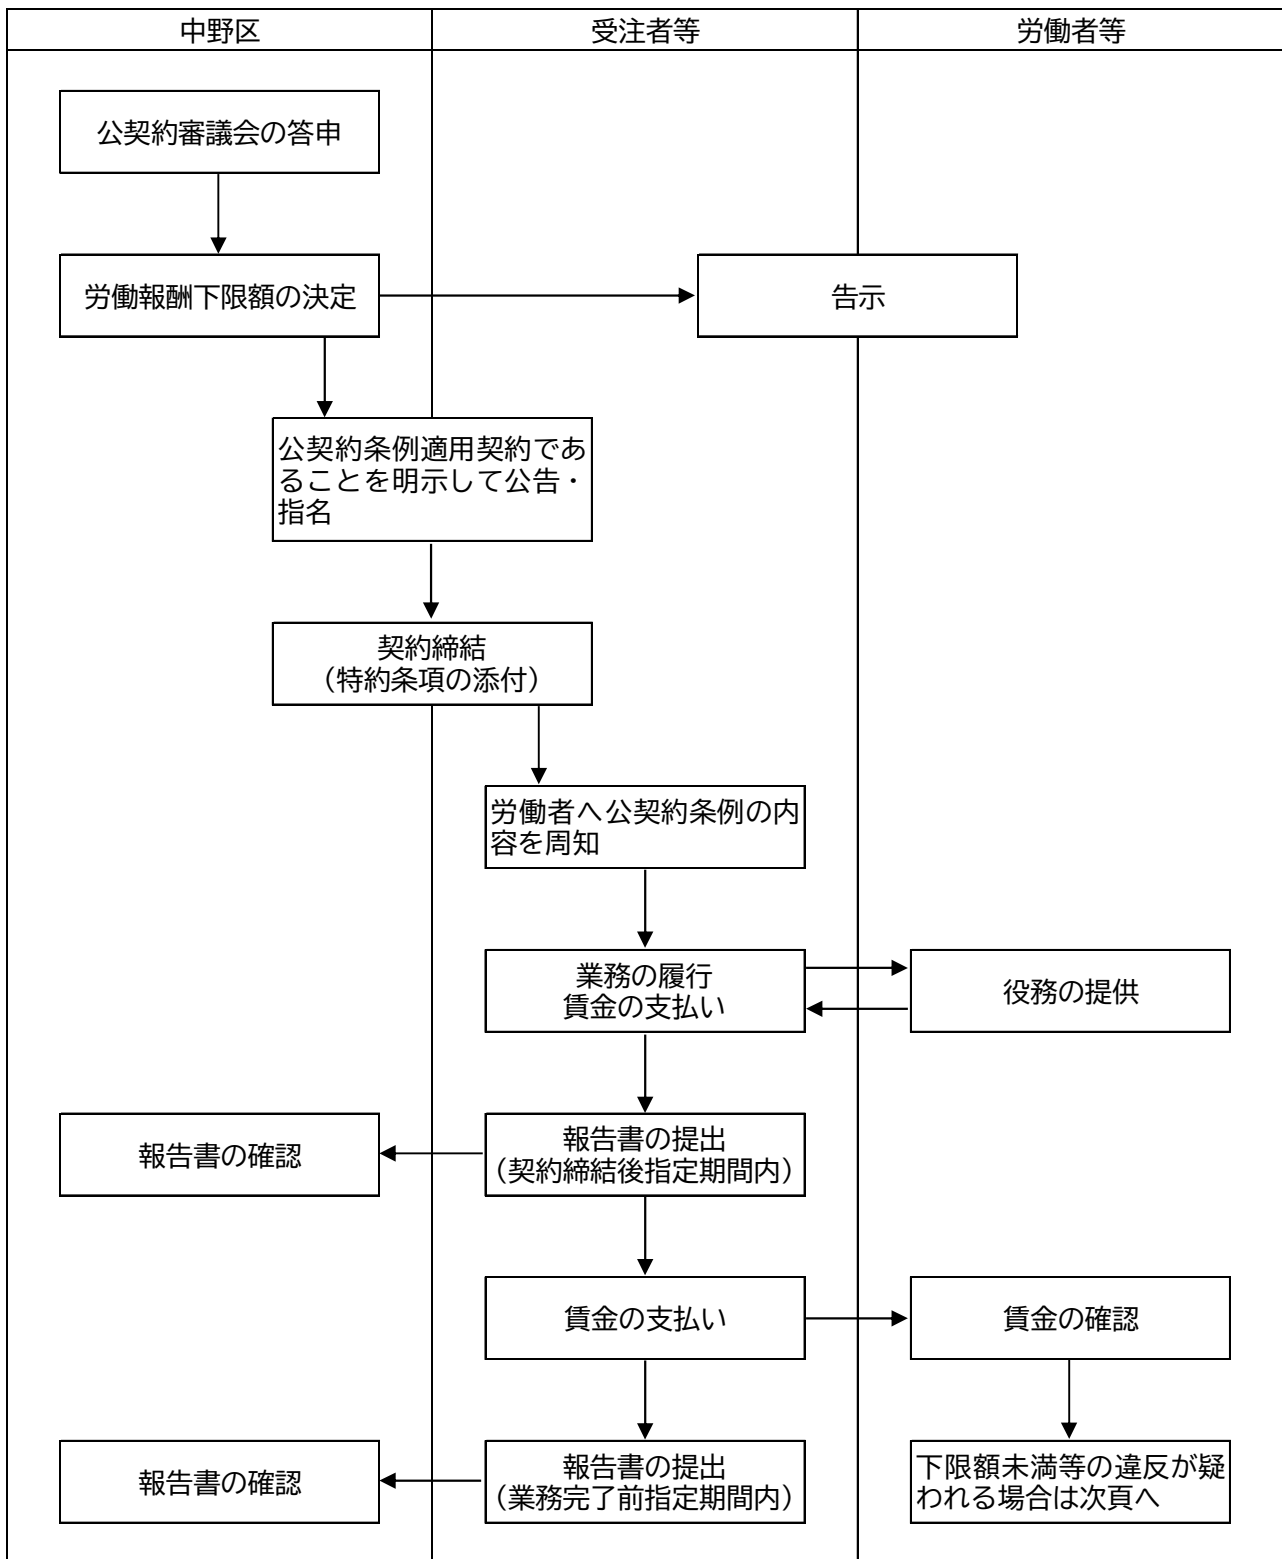 中野区
受注者等
労働者等
公契約審議会の答申
労働報酬下限額の決定
告示
公契約条例適用契約であ
ることを明示して公告・
指名
契約締結
（特約条項の添付）
労働者へ公契約条例の内
容を周知
業務の履行
賃金の支払い
役務の提供
報告書の確認
報告書の提出
（契約締結後指定期間内）
賃金の支払い
賃金の確認
報告書の確認
報告書の提出
（業務完了前指定期間内）
下限額未満等の違反が疑
われる場合は次頁へ